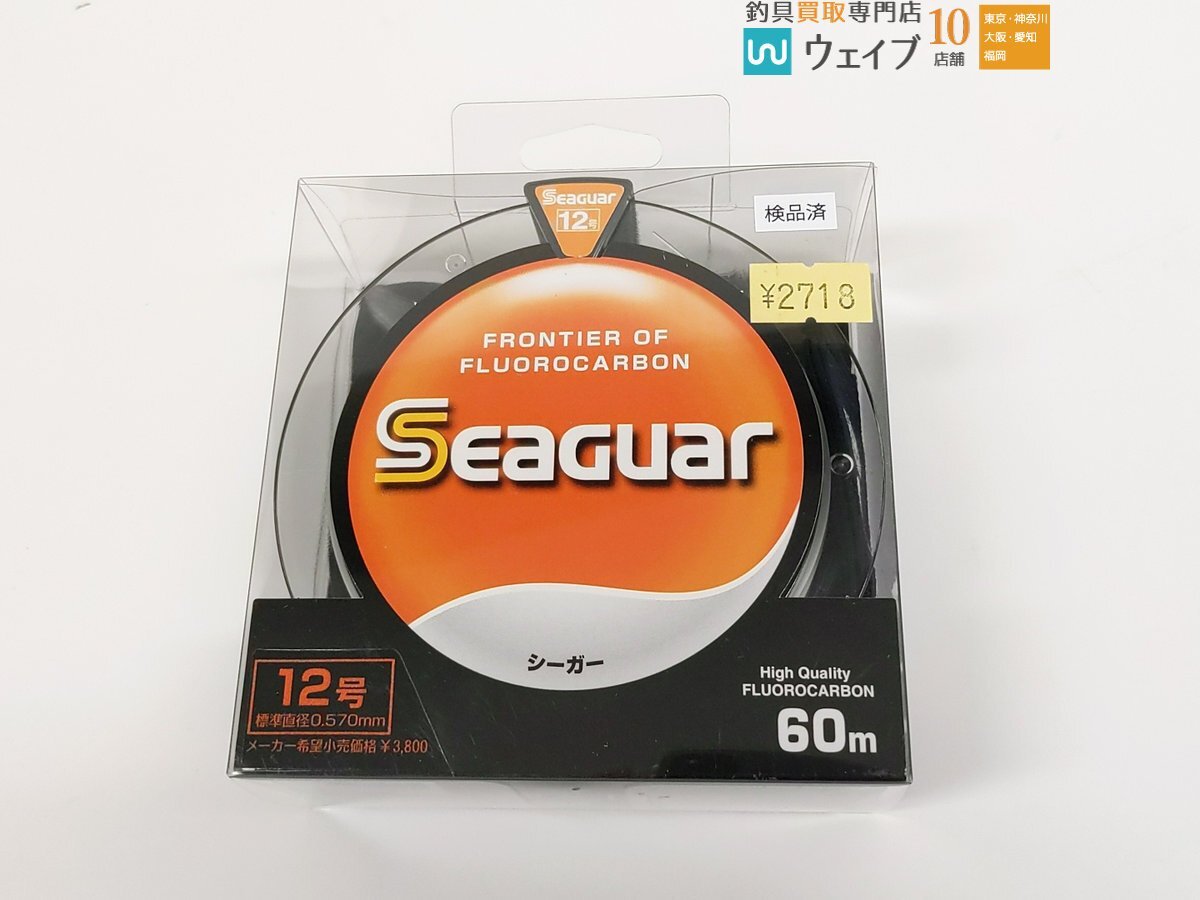 釣具買取専門店
ウェイブ
10
店舗
東京・神奈川
大阪・愛知
福岡
Seaguar
12号
検品済
¥2718
FRONTIER OF
FLUOROCARBON
Seaguar
シーガー
12号
標準直径0.570mm
メーカー希望小売価格¥3,800
High Quality
FLUOROCARBON
60m